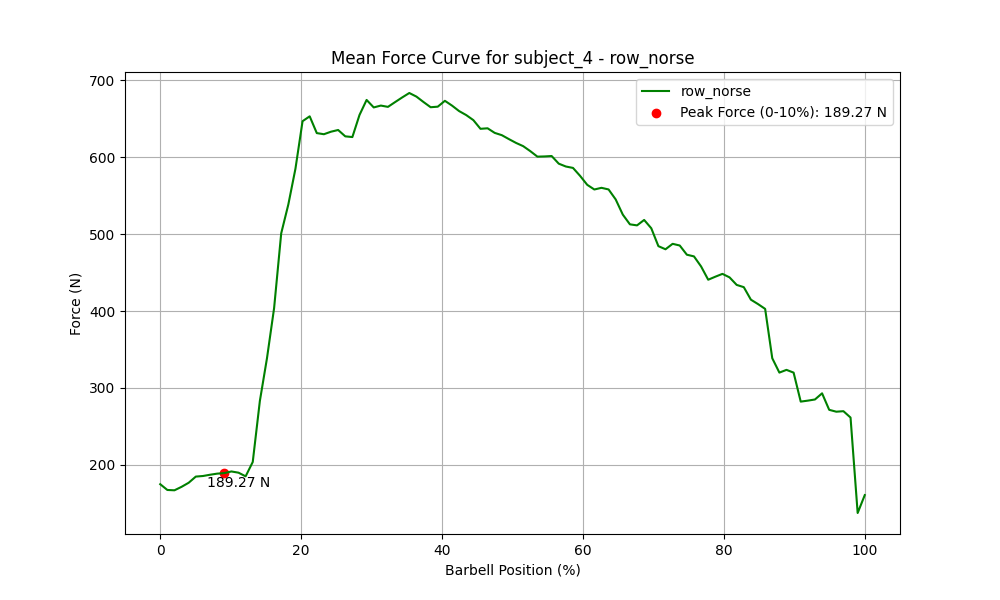 Mean Force Curve for subject_4 - row_norse
row_norse
Peak Force (0-10%): 189.27 N
700
600
500
400
300
200
Force (N)
189.27 N
0 20 40 60 80 100
Barbell Position (%)